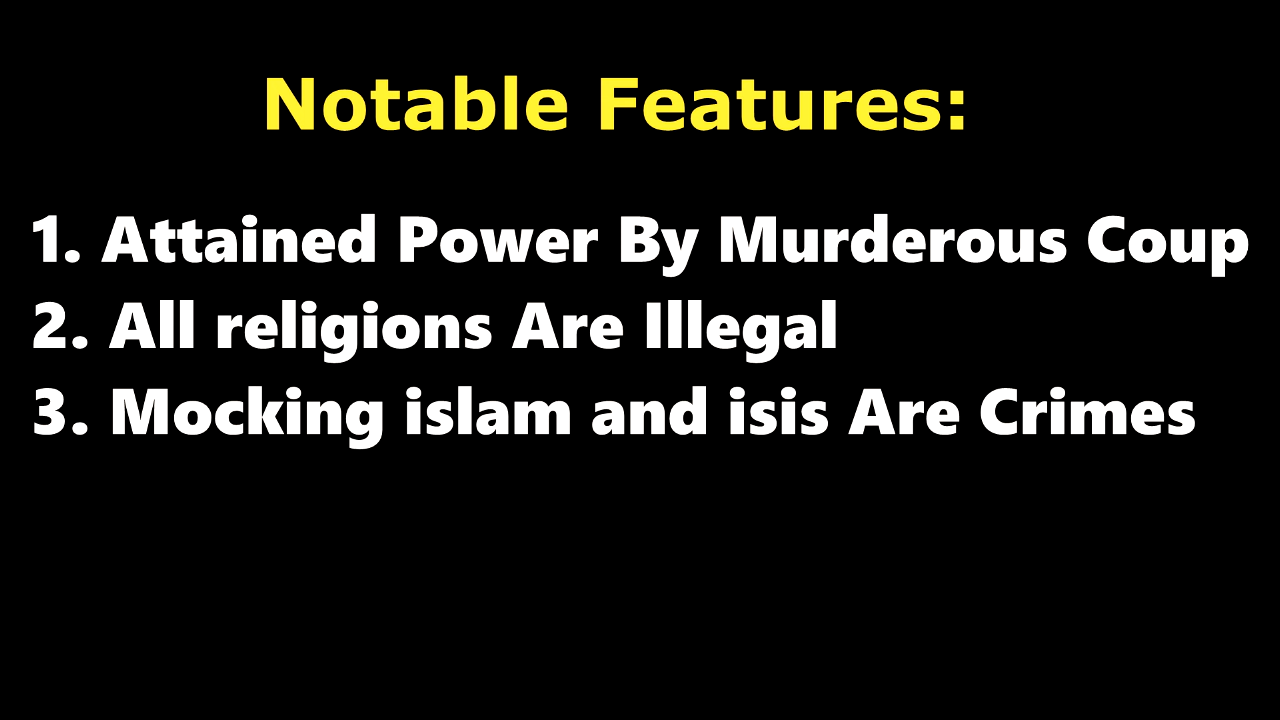 Notable Features:
1. Attained Power By Murderous Coup
2. All religions Are Illegal
3. Mocking islam and isis Are Crimes